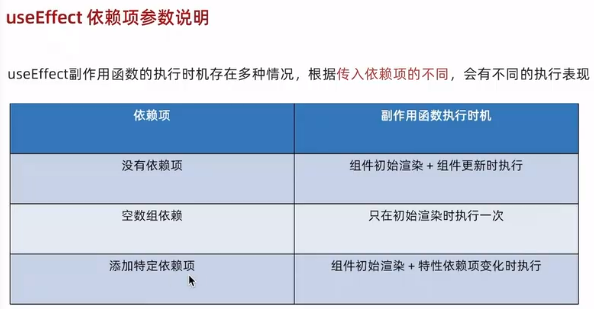 useEffect 依赖项参数说明
useEffect副作用函数的执行时机存在多种情况，根据传入依赖项的不同，会有不同的执行表现
依赖项 副作用函数执行时机
没有依赖项 组件初始渲染 + 组件更新时执行
空数组依赖 只在初始渲染时执行一次
添加特定依赖项 组件初始渲染 + 特性依赖项变化时执行